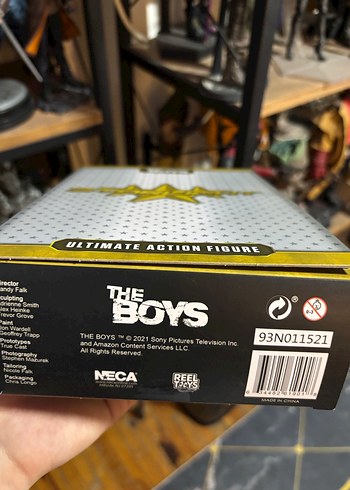 ULTIMATE ACTION FIGURE
THE
BOYS
THE BOYS ™ © 2021 Sony Pictures Television Inc.
and Amazon Content Services LLC.
All Rights Reserved.
NECA
REEL
TOYS
93N011521
MADE IN CHINA
irector
andy Falk
culpting
drienne Smith
lex Heinke
revor Grove
Paint
on Wardell
Geoffrey Trapp
Prototypes
True Cast
Photography
Stephen Mazurek
Tailoring
Nicole Falk
Packaging
Chris Longo